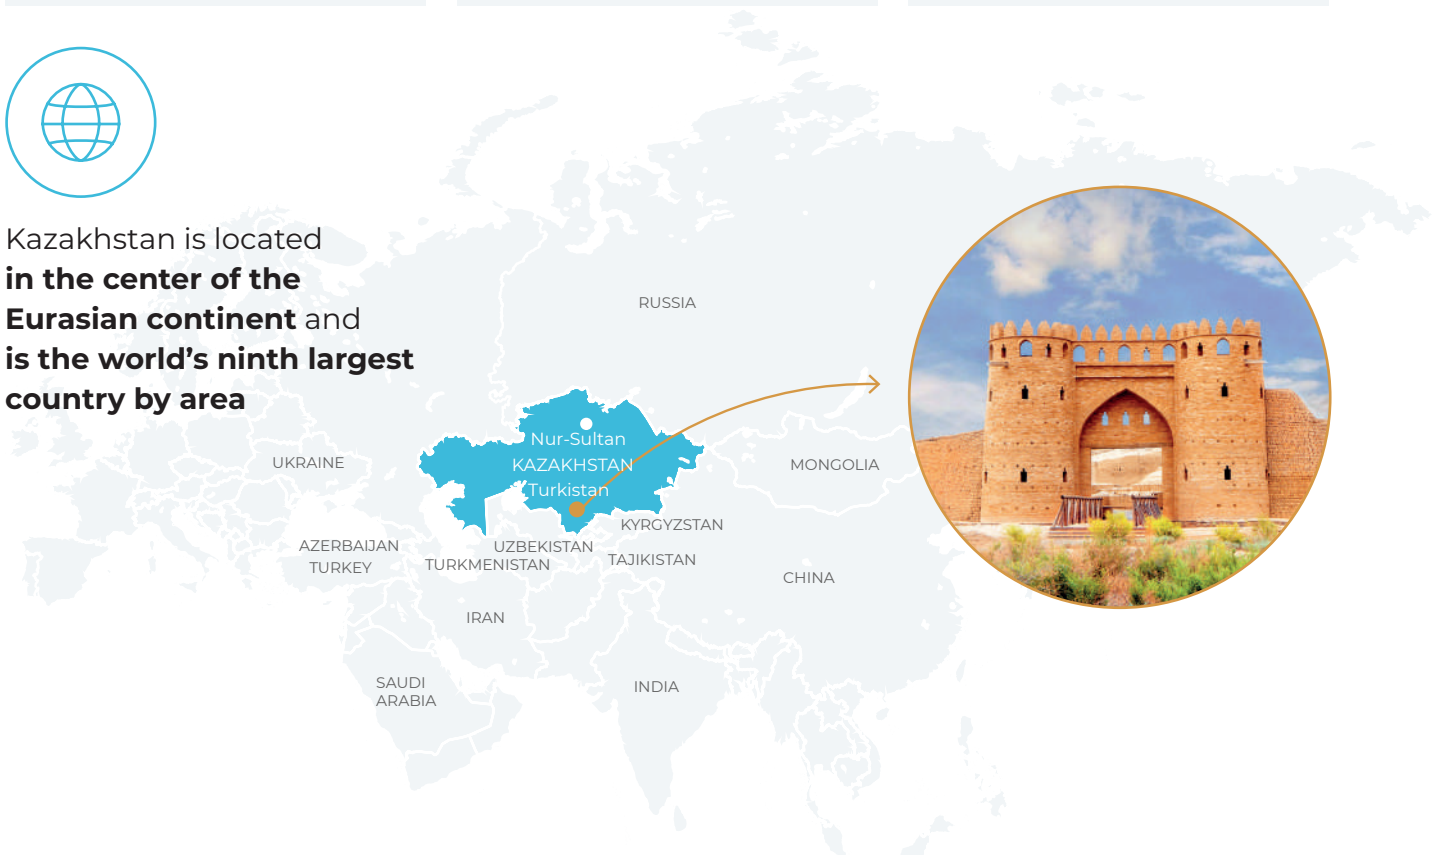 Kazakhstan is located
in the center of the
Eurasian continent and
is the world’s ninth largest
country by area
RUSSIA
Nur-Sultan
KAZAKHSTAN
Turkistan
UKRAINE
MONGOLIA
KYRGYZSTAN
AZERBAIJAN
UZBEKISTAN
TAJIKISTAN
TURKEY
TURKMENISTAN
CHINA
IRAN
SAUDI
ARABIA
INDIA